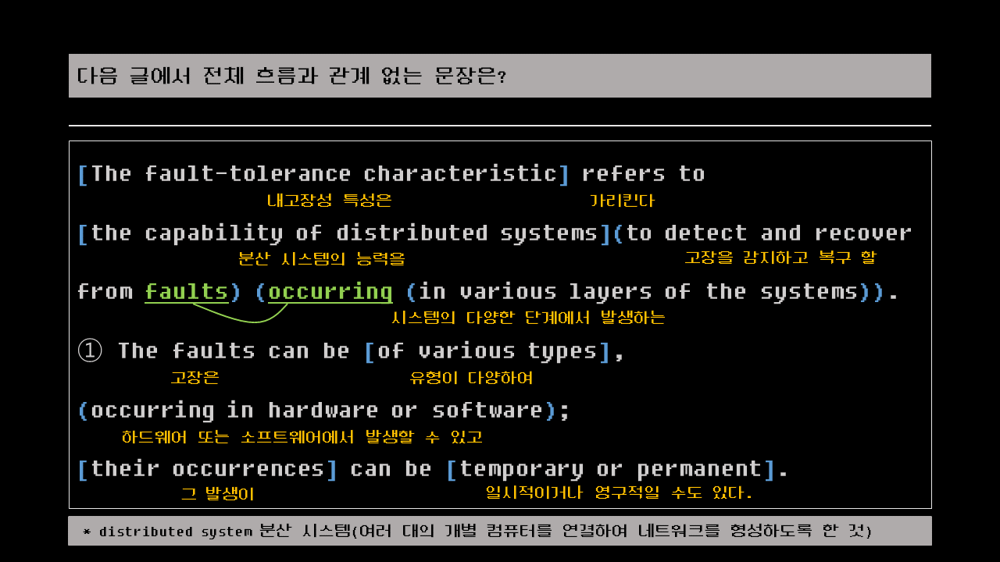 다음 글에서 전체 흐름과 관계 없는 문장은?
[The fault-tolerance characteristic] refers to
내고장성 특성은 가리킨다
[the capability of distributed systems](to detect and recover
분산 시스템의 능력을 고장을 감지하고 복구 할
from faults) (occurring (in various layers of the systems)).
시스템의 다양한 단계에서 발생하는
① The faults can be [of various types],
고장은 유형이 다양하여
(occurring in hardware or software);
하드웨어 또는 소프트웨어에서 발생할 수 있고
[their occurrences] can be [temporary or permanent].
그 발생이 일시적이거나 영구적일 수도 있다.
* distributed system 분산 시스템(여러 대의 개별 컴퓨터를 연결하여 네트워크를 형성하도록 한 것)